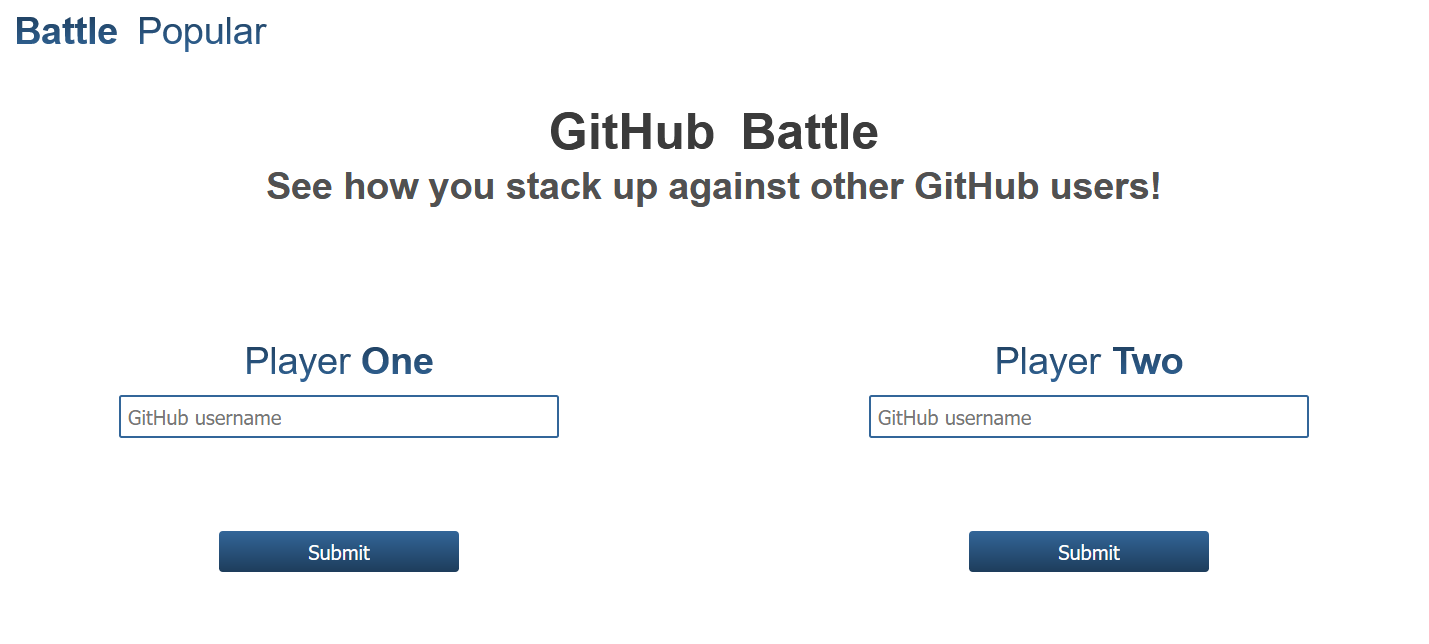 Battle Popular
GitHub Battle
See how you stack up against other GitHub users!
Player One
GitHub username
Submit
Player Two
GitHub username
Submit